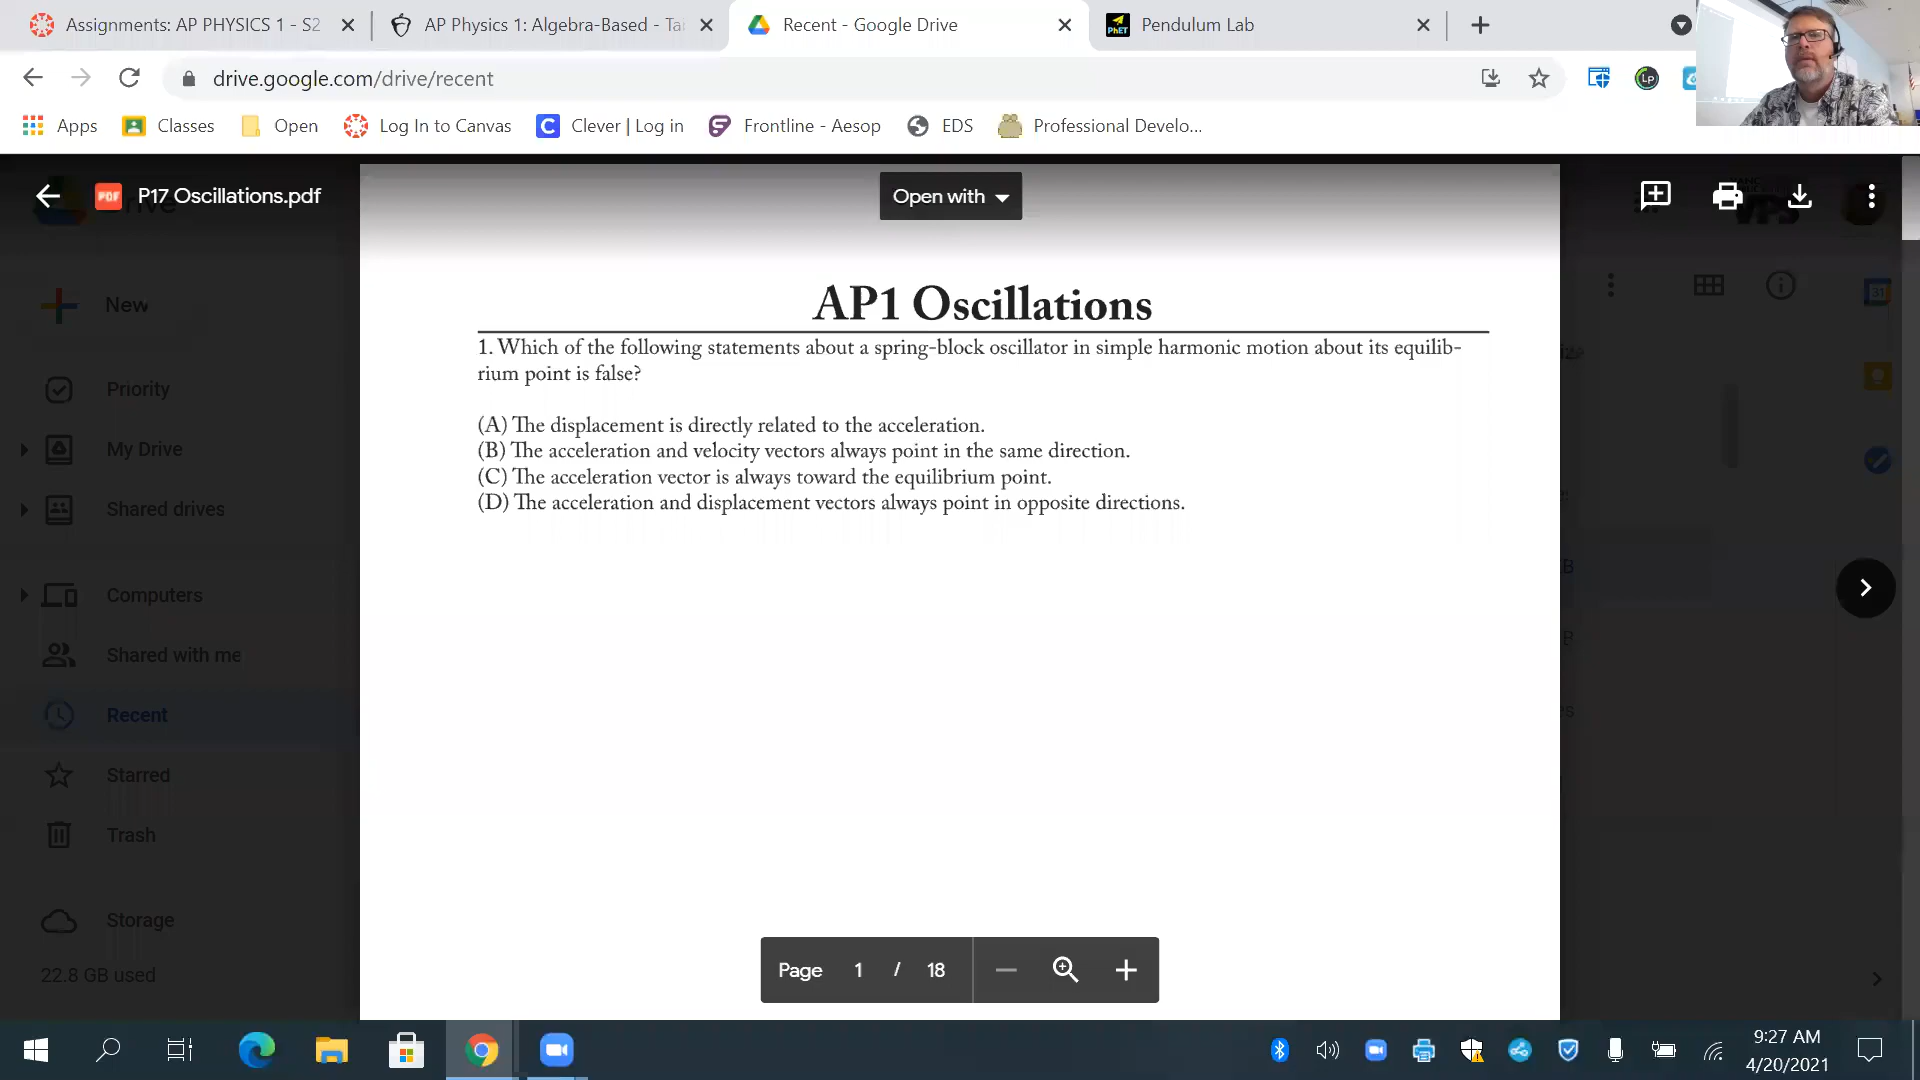 Assignments: AP PHYSICS 1 - S2
AP Physics 1: Algebra-Based - Ta
Recent - Google Drive
PhET
Pendulum Lab
drive.google.com/drive/recent
Lp
Apps
Classes
Open
Log In to Canvas
Clever | Log in
Frontline - Aesop
EDS
Professional Develo...
PDF
P17 Oscillations.pdf
Open with
New
Priority
My Drive
Shared drives
Computers
Shared with me
Recent
Starred
Trash
Storage
22.8 GB used
31
AP1 Oscillations
1. Which of the following statements about a spring-block oscillator in simple harmonic motion about its equilib-
rium point is false?
(A) The displacement is directly related to the acceleration.
(B) The acceleration and velocity vectors always point in the same direction.
(C) The acceleration vector is always toward the equilibrium point.
(D) The acceleration and displacement vectors always point in opposite directions.
Page 1 / 18
9:27 AM
4/20/2021